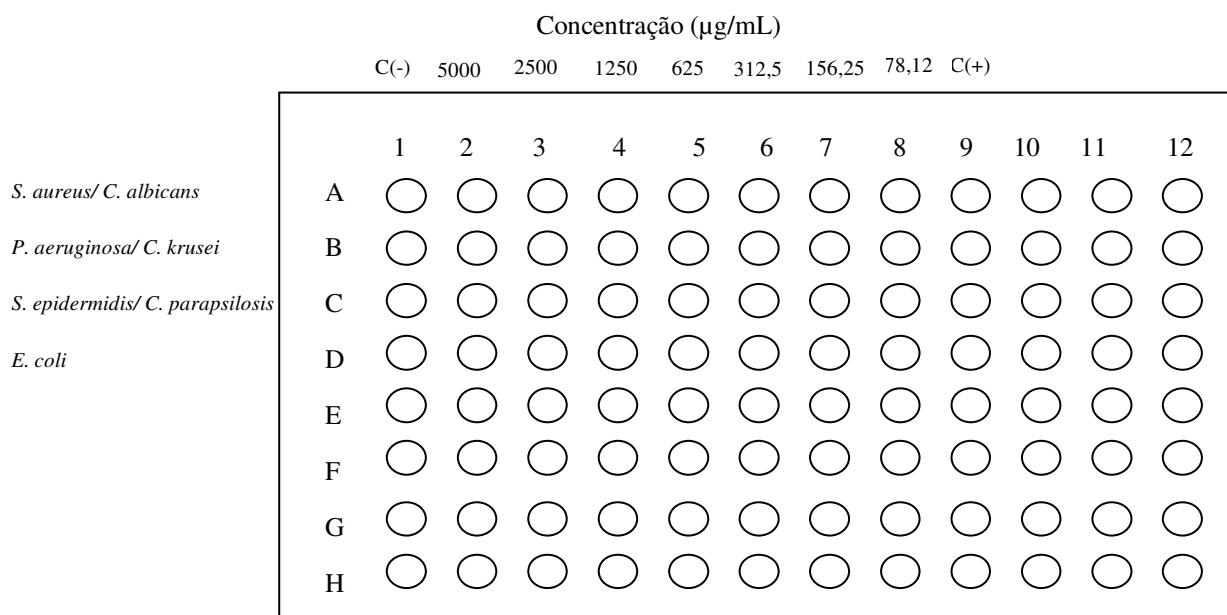 Concentração (µg/mL)
C(-) 5000 2500 1250 625 312,5 156,25 78,12 C(+)
1 2 3 4 5 6 7 8 9 10 11 12
S. aureus/ C. albicans A
P. aeruginosa/ C. krusei B
S. epidermidis/ C. parapsilosis C
E. coli D
E
F
G
H